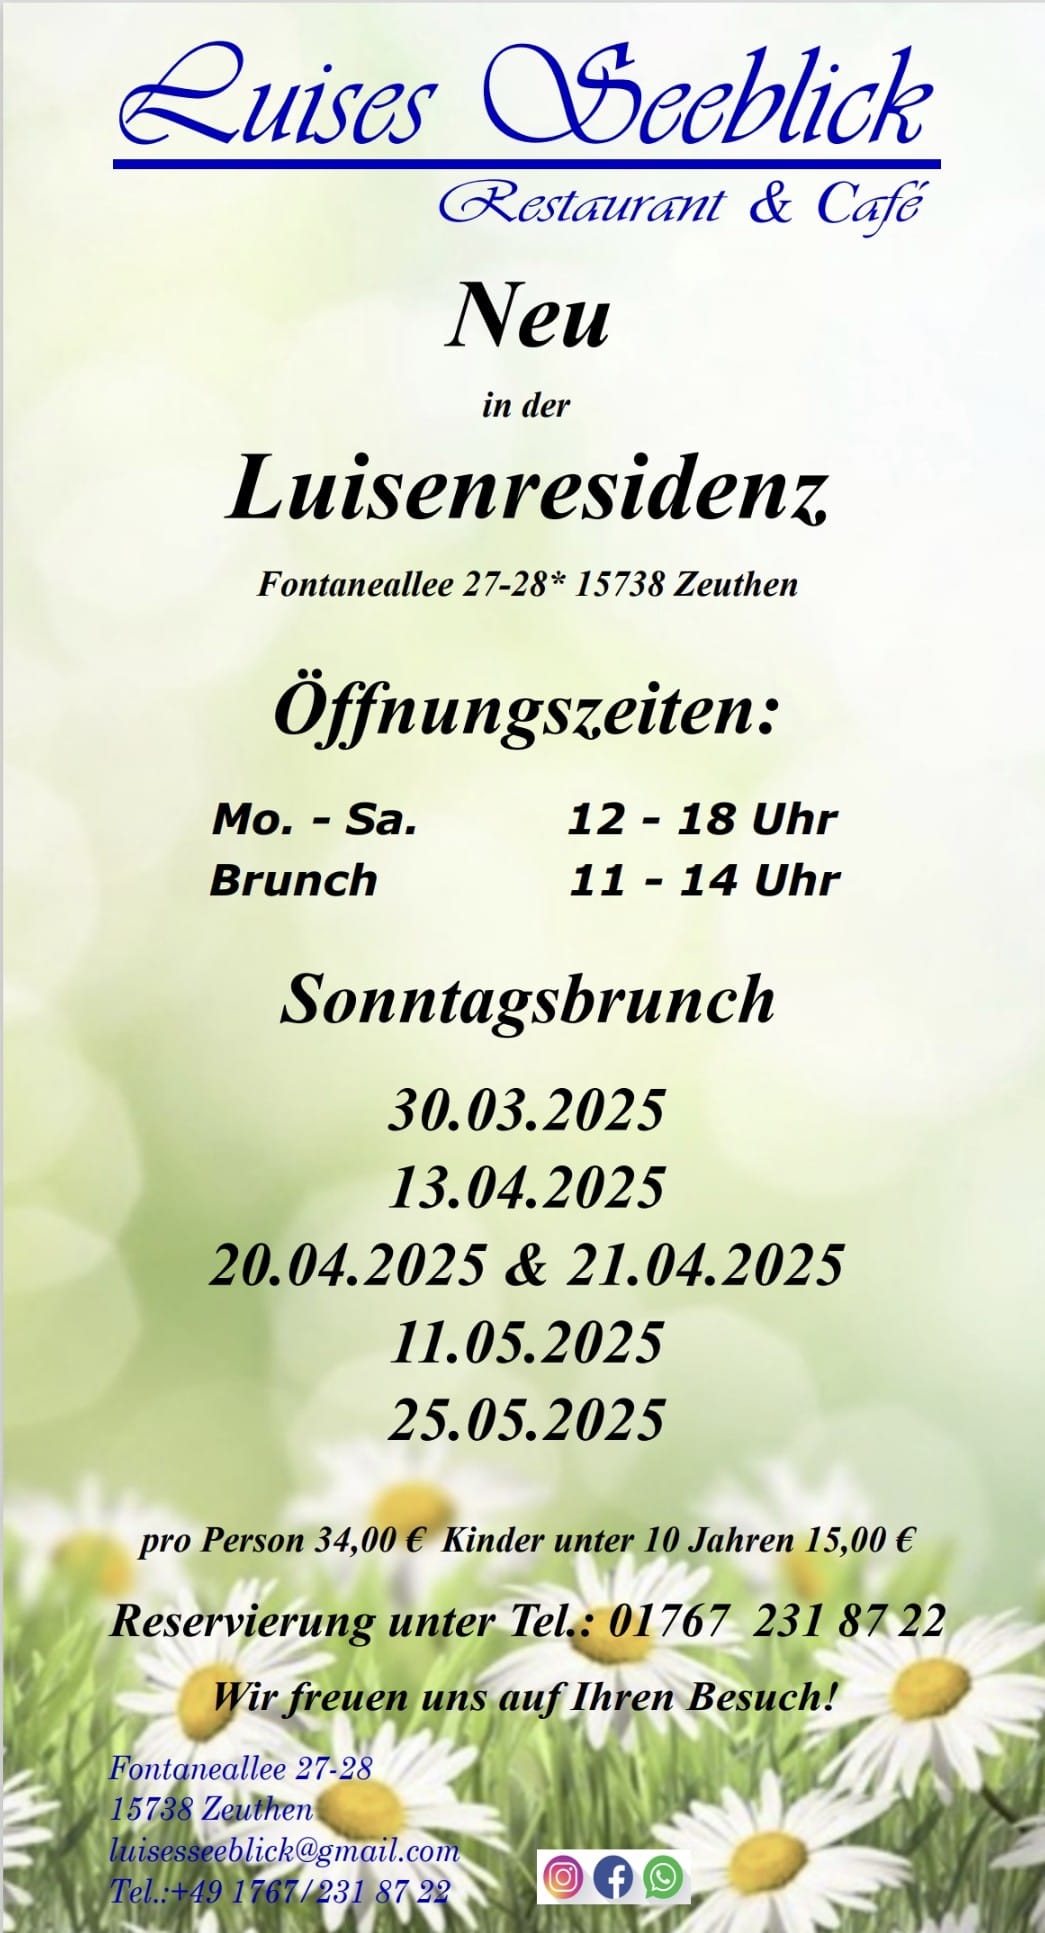 Luises Seeblick
Restaurant & Café
Neu
in der
Luisenresidenz
Fontaneallee 27-28* 15738 Zeuthen
Öffnungszeiten:
Mo. - Sa. 12 - 18 Uhr
Brunch 11 - 14 Uhr
Sonntagsbrunch
30.03.2025
13.04.2025
20.04.2025 & 21.04.2025
11.05.2025
25.05.2025
pro Person 34,00 € Kinder unter 10 Jahren 15,00 €
Reservierung unter Tel.: 01767 231 87 22
Wir freuen uns auf Ihren Besuch!
Fontaneallee 27-28
15738 Zeuthen
luisesseeblick@gmail.com
Tel.:+49 1767/231 87 22